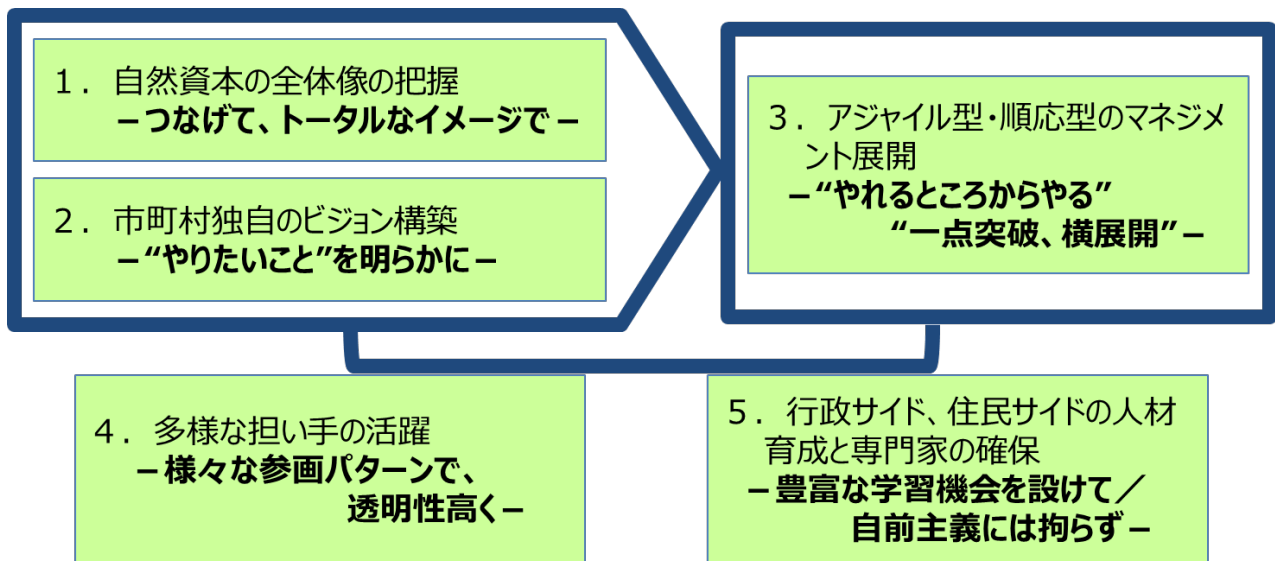 １．自然資本の全体像の把握
－つなげて、トータルなイメージで－
２．市町村独自のビジョン構築
－“やりたいこと”を明らかに－
３．アジャイル型・順応型のマネジメ
ント展開
－“やれるところからやる”
“一点突破、横展開”－
４．多様な担い手の活躍
－様々な参画パターンで、
透明性高く－
５．行政サイド、住民サイドの人材
育成と専門家の確保
－豊富な学習機会を設けて／
自前主義には拘らず－